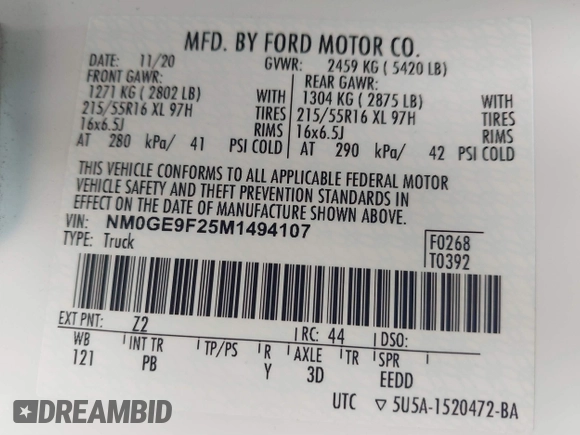 MFD. BY FORD MOTOR CO.
DATE: 11/20 GVWR: 2459 KG ( 5420 LB)
FRONT GAWR: REAR GAWR:
1271 KG ( 2802 LB) WITH 1304 KG ( 2875 LB) WITH
215/55R16 XL 97H TIRES 215/55R16 XL 97H TIRES
16x6.5J RIMS 16x6.5J RIMS
AT 280 kPa/ 41 PSI COLD AT 290 kPa/ 42 PSI COLD
THIS VEHICLE CONFORMS TO ALL APPLICABLE FEDERAL MOTOR
VEHICLE SAFETY AND THEFT PREVENTION STANDARDS IN
EFFECT ON THE DATE OF MANUFACTURE SHOWN ABOVE.
VIN: NM0GE9F25M1494107
TYPE: Truck
F0268
T0392
EXT PNT: Z2 RC: 44 DSO:
WB INT TR TP/PS R AXLE TR SPR
121 PB Y 3D EEDD
UTC ▽ 5U5A-1520472-BA
DREAMBID